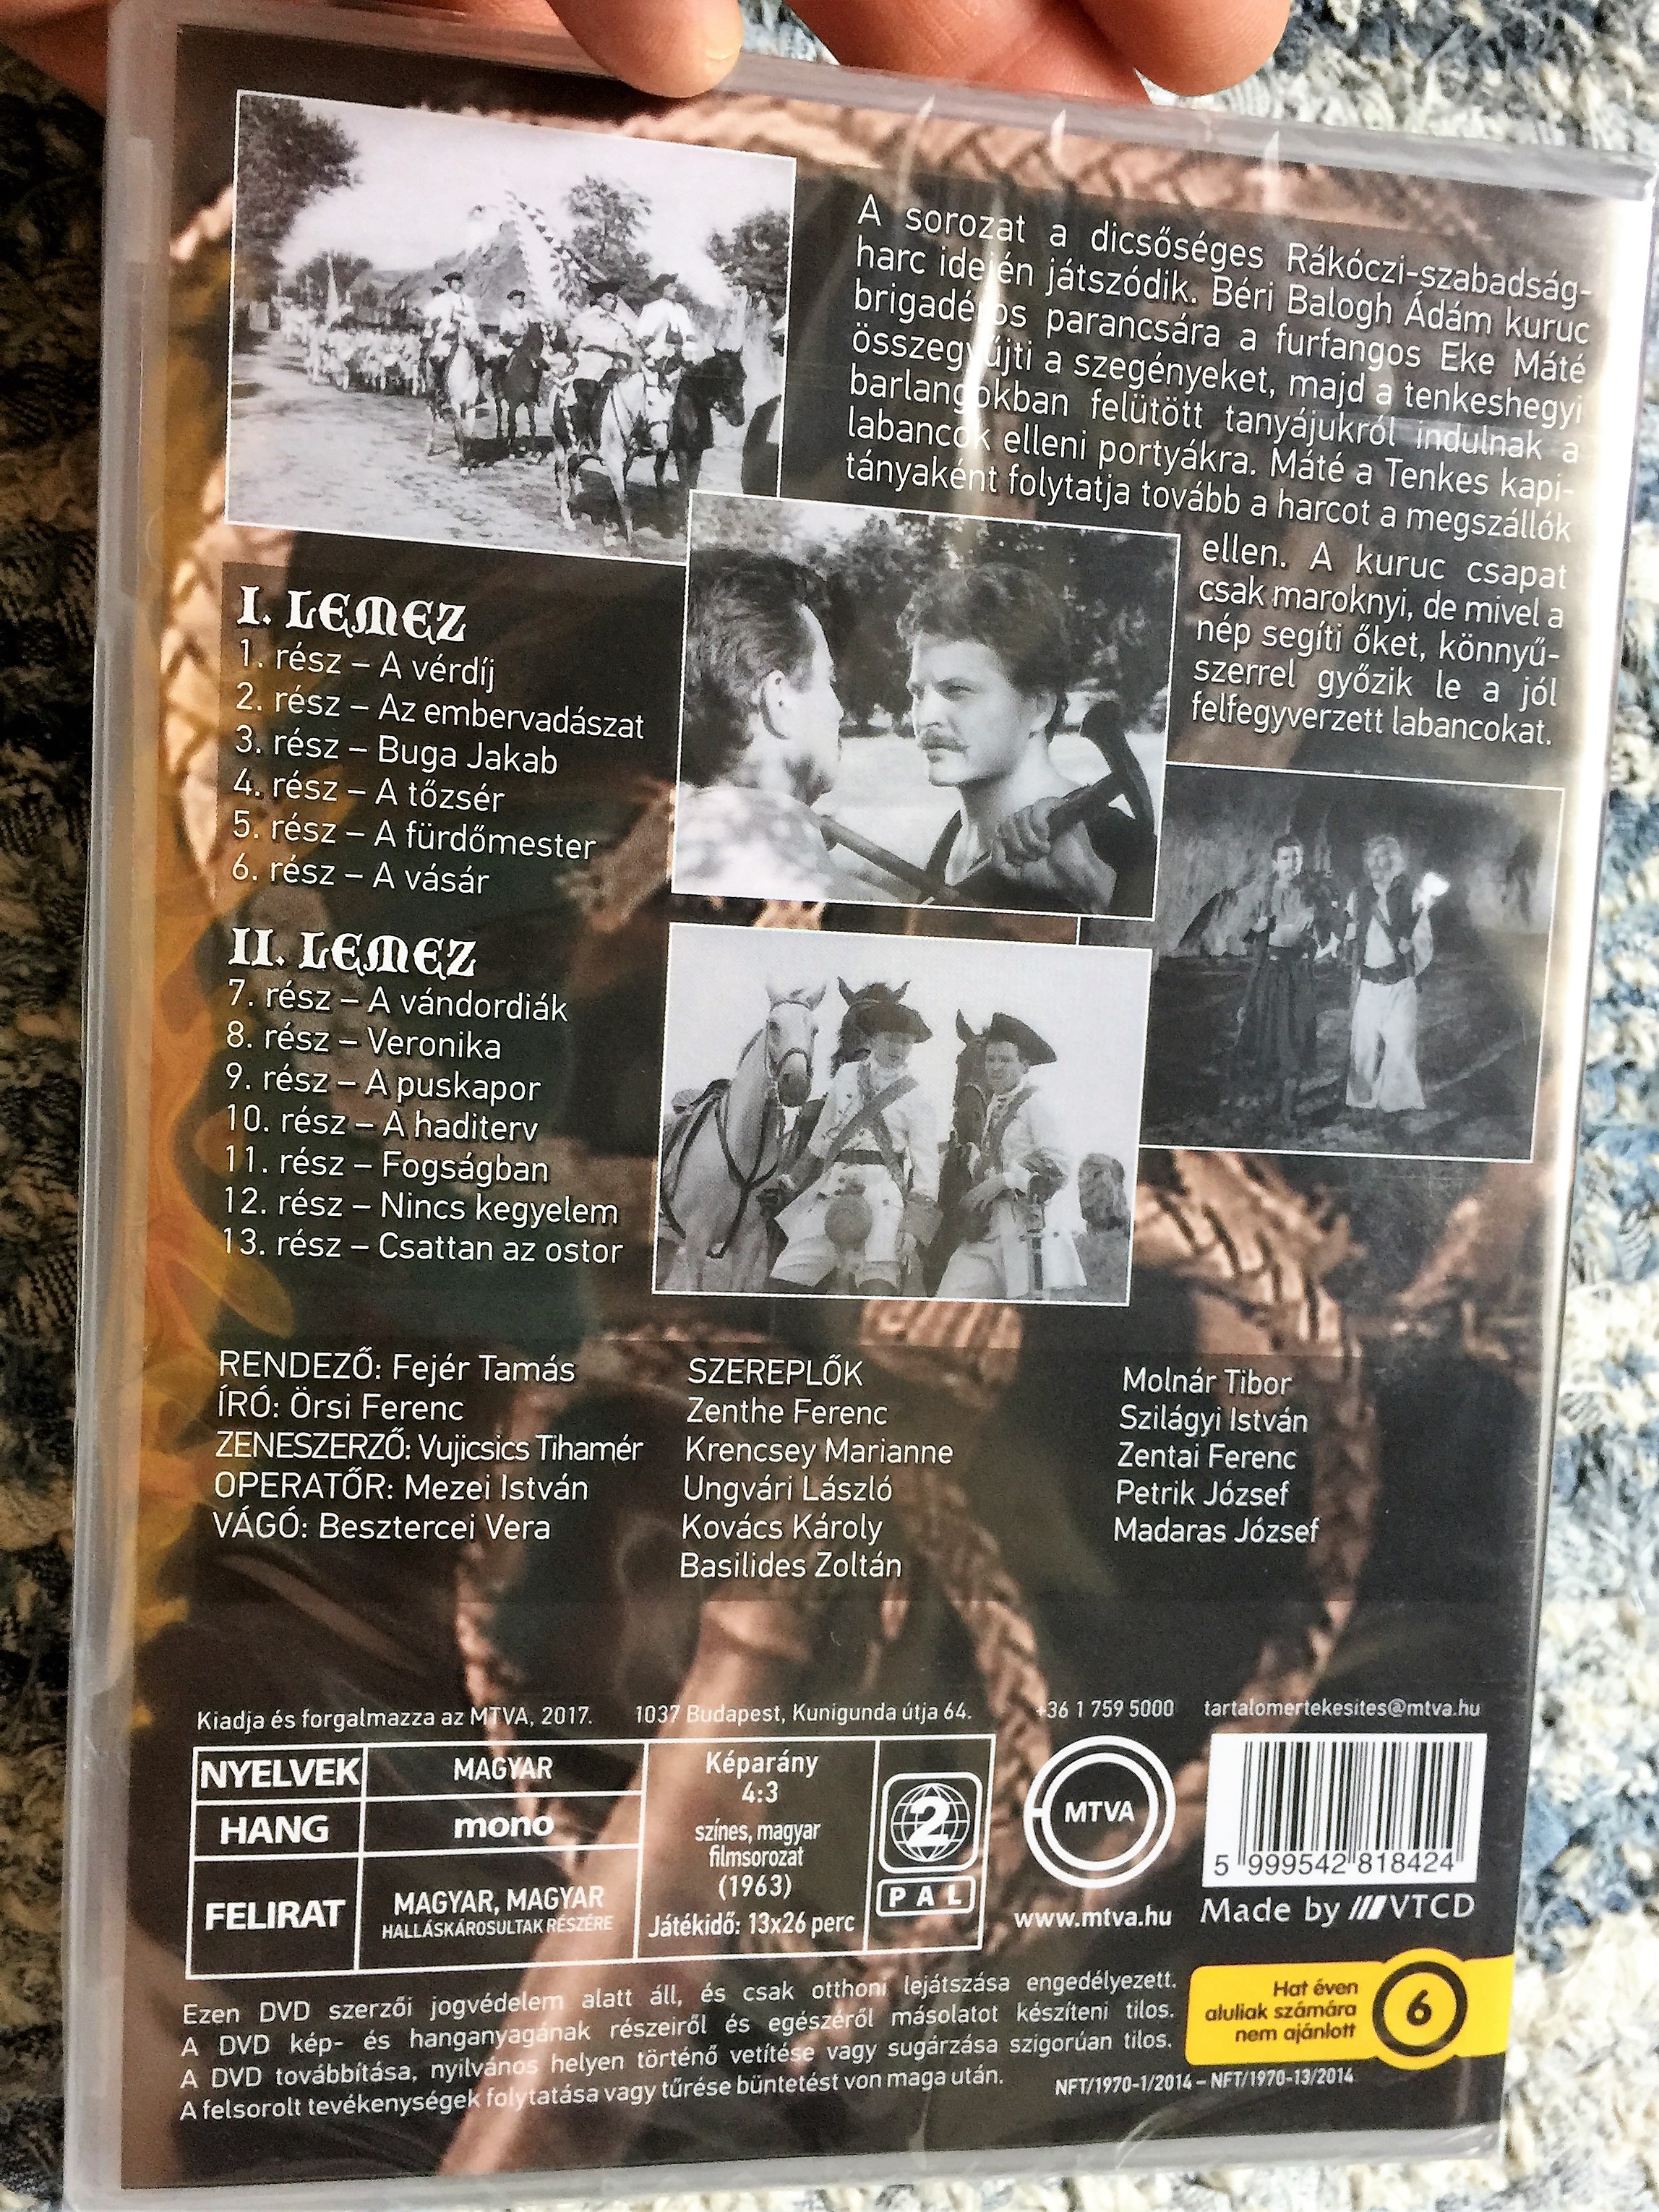 A sorozat a dicsőséges Rákóczi-szabadság-
harc idején játszódik. Béri Balogh Ádám kuruc
brigadéros parancsára a furfangos Eke Máté
összegyűjti a szegényeket, majd a tenkeshegyi
barlangokban felütött tanyájukról indulnak a
labancok elleni portyákra. Máté a Tenkes kapi-
tányaként folytatja tovább a harcot a megszállók
ellen. A kuruc csapat
csak maroknyi, de mivel a
nép segíti őket, könnyű-
szerrel győzik le a jól
felfegyverzett labancokat.
I. LEMEZ
1. rész – A vérdíj
2. rész – Az embervadászat
3. rész – Buga Jakab
4. rész – A tőzsér
5. rész – A fürdőmester
6. rész – A vásár
II. LEMEZ
7. rész – A vándordiák
8. rész – Veronika
9. rész – A puskapor
10. rész – A haditerv
11. rész – Fogságban
12. rész – Nincs kegyelem
13. rész – Csattan az ostor
RENDEZŐ: Fejér Tamás
ÍRÓ: Örsi Ferenc
ZENESZERZŐ: Vujicsics Tihamér
OPERATŐR: Mezei István
VÁGÓ: Besztercei Vera
SZEREPLŐK
Zenthe Ferenc
Krencsey Marianne
Ungvári László
Kovács Károly
Basilides Zoltán
Molnár Tibor
Szilágyi István
Zentai Ferenc
Petrik József
Madaras József
Kiadja és forgalmazza az MTVA, 2017. 1037 Budapest, Kunigunda útja 64. +36 1 759 5000 tartalomertekesites@mtva.hu
NYELVEK MAGYAR
HANG mono
FELIRAT MAGYAR, MAGYAR
HALLÁSKÁROSULTAK RÉSZÉRE
Képarány
4:3
színes, magyar
filmsorozat
(1963)
Játékidő: 13x26 perc
2
PAL
MTVA
www.mtva.hu
5 999542 818424
Made by VTCD
Ezen DVD szerzői jogvédelem alatt áll, és csak otthoni lejátszása engedélyezett.
A DVD kép- és hanganyagának részeiről és egészéről másolatot készíteni tilos.
A DVD továbbítása, nyilvános helyen történő vetítése vagy sugárzása szigorúan tilos.
A felsorolt tevékenységek folytatása vagy tűrése büntetést von maga után.
Hat éven
aluliak számára
nem ajánlott
6
NFT/1970-1/2014 – NFT/1970-13/2014